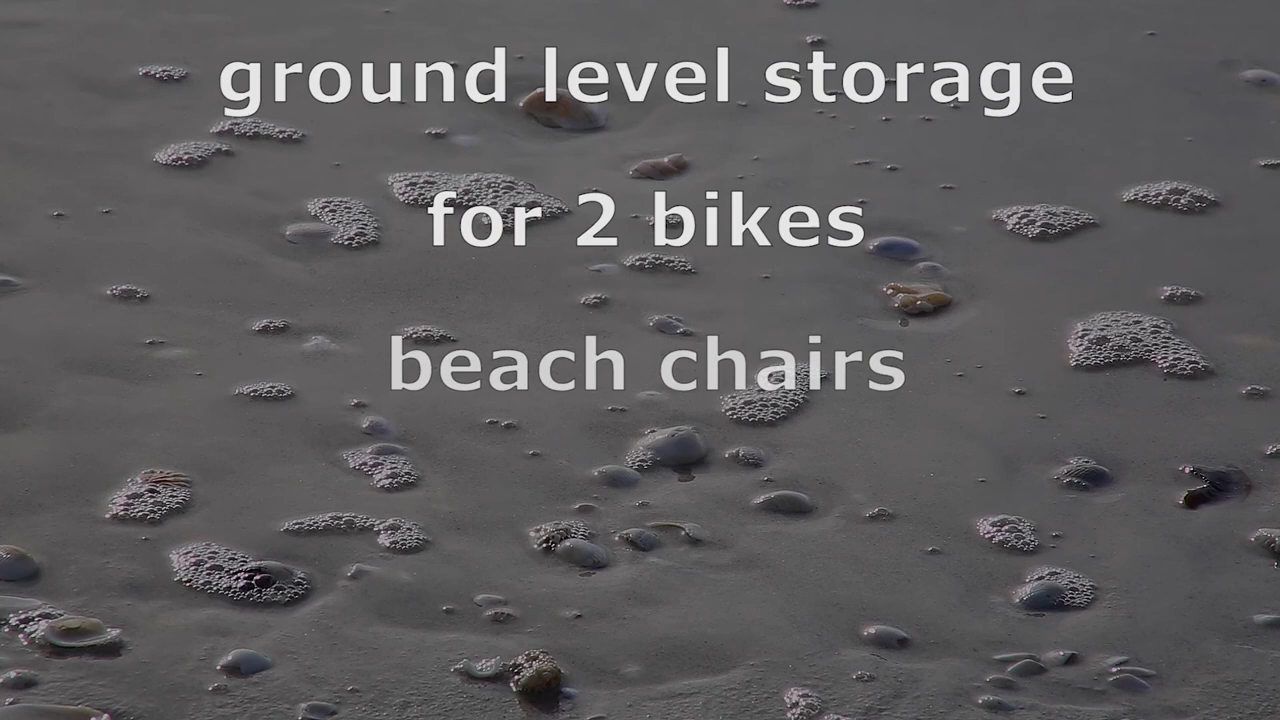 ground level storage
for 2 bikes
beach chairs